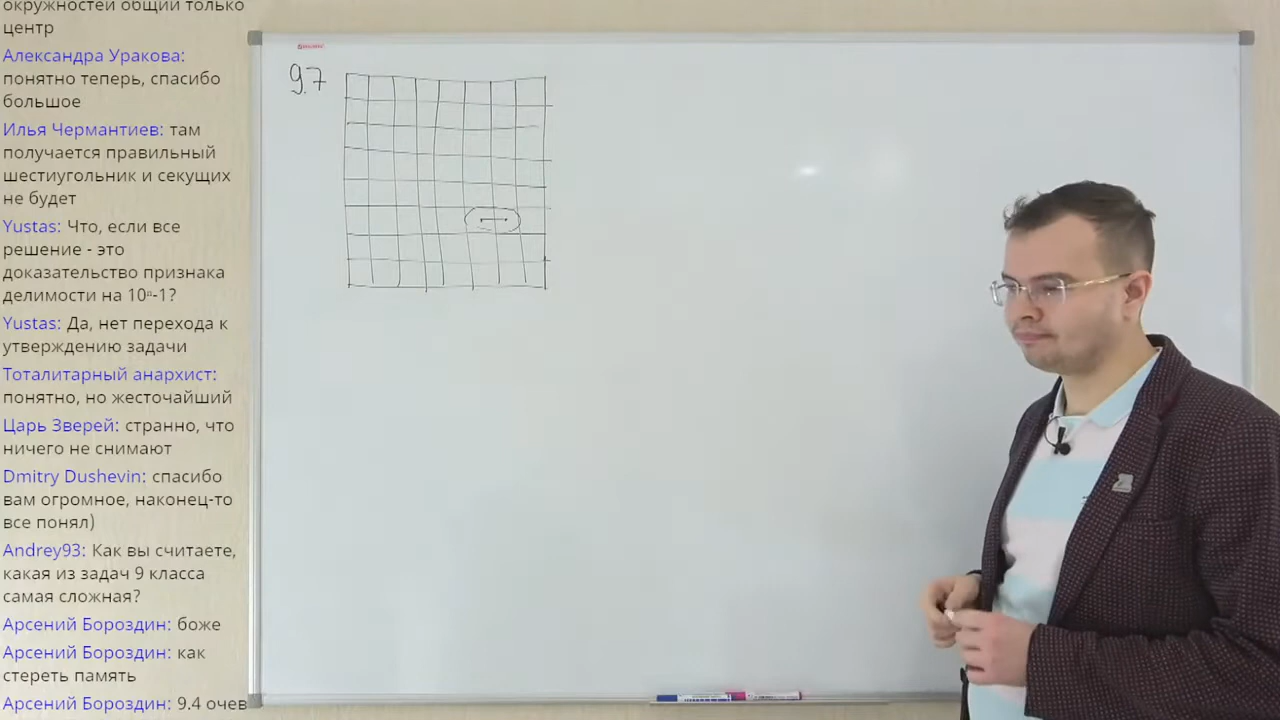 окружностей общий только
центр
Александра Уракова:
понятно теперь, спасибо
большое
Илья Чермантиев: там
получается правильный
шестиугольник и секущих
не будет
Yustas: Что, если все
решение - это
доказательство признака
делимости на 10ⁿ-1?
Yustas: Да, нет перехода к
утверждению задачи
Тоталитарный анархист:
понятно, но жесточайший
Царь Зверей: странно, что
ничего не снимают
Dmitry Dushevin: спасибо
вам огромное, наконец-то
все понял)
Andrey93: Как вы считаете,
какая из задач 9 класса
самая сложная?
Арсений Бороздин: боже
Арсений Бороздин: как
стереть память
Арсений Бороздин: 9.4 очев
9.7